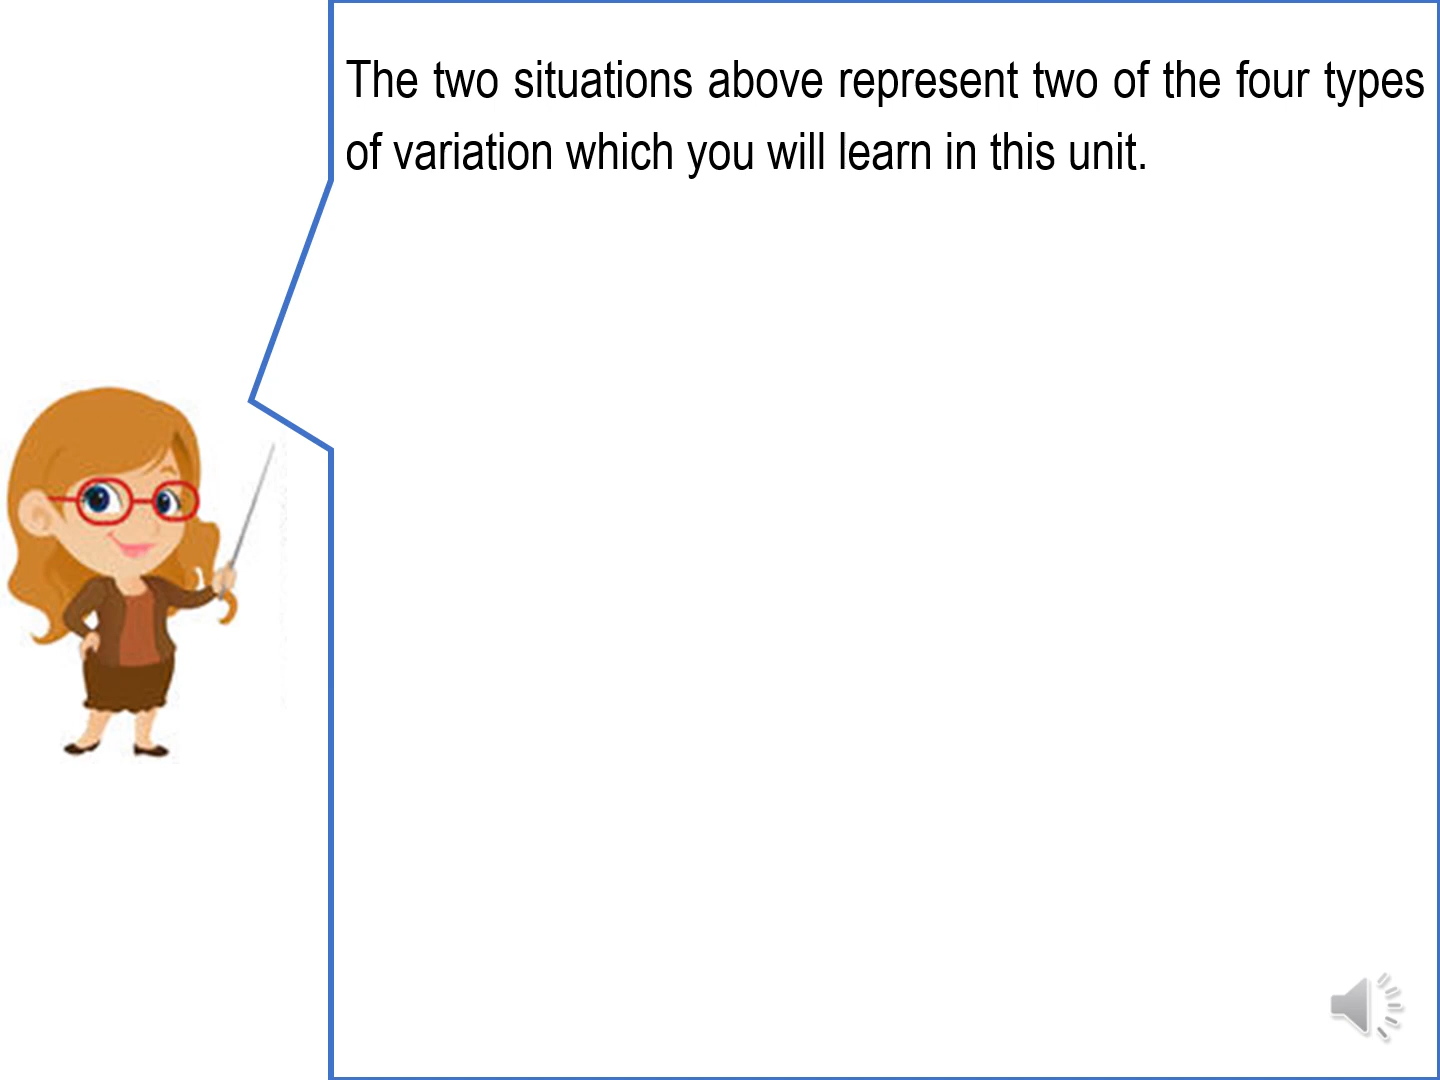 The two situations above represent two of the four types
of variation which you will learn in this unit.